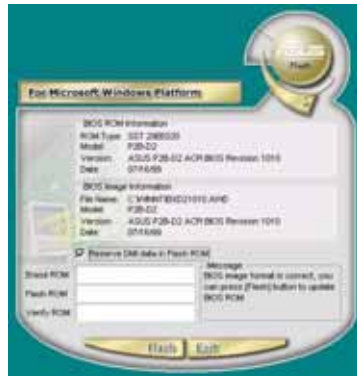 ASUS
Flash
For Microsoft Windows Platform
BIOS ROM Information
ROM Type: SST 29EE020
Model: P2B-D2
Version: ASUS P2B-D2 ACPI BIOS Revision 1010
Date: 07/16/99
BIOS Image Information
File Name:
Model: P2B-D2
Version: ASUS P2B-D2 ACPI BIOS Revision 1010
Date: 07/16/99
Reserve DMI data in Flash ROM
Message
BIOS image format is correct, you
can press [Flash] button to update
BIOS ROM
Erase ROM
Flash ROM
Verify ROM
Flash Exit